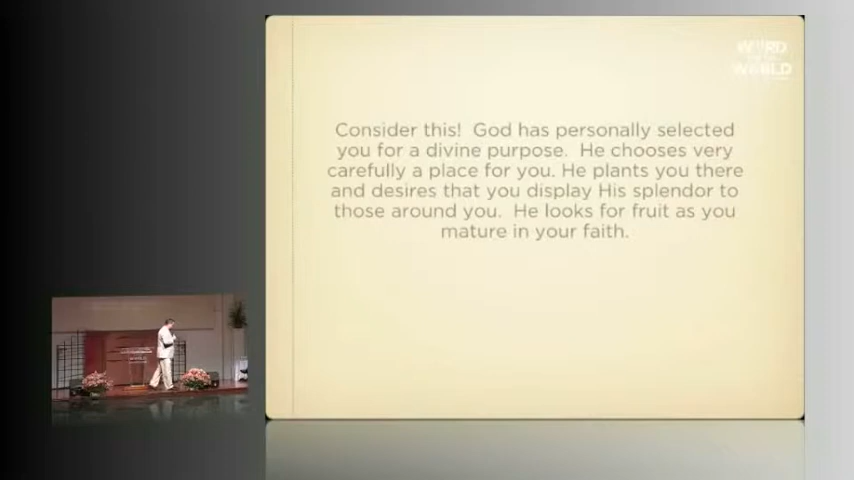 WORD
WORLD
Consider this!  God has personally selected
you for a divine purpose.  He chooses very
carefully a place for you. He plants you there
and desires that you display His splendor to
those around you.  He looks for fruit as you
mature in your faith.